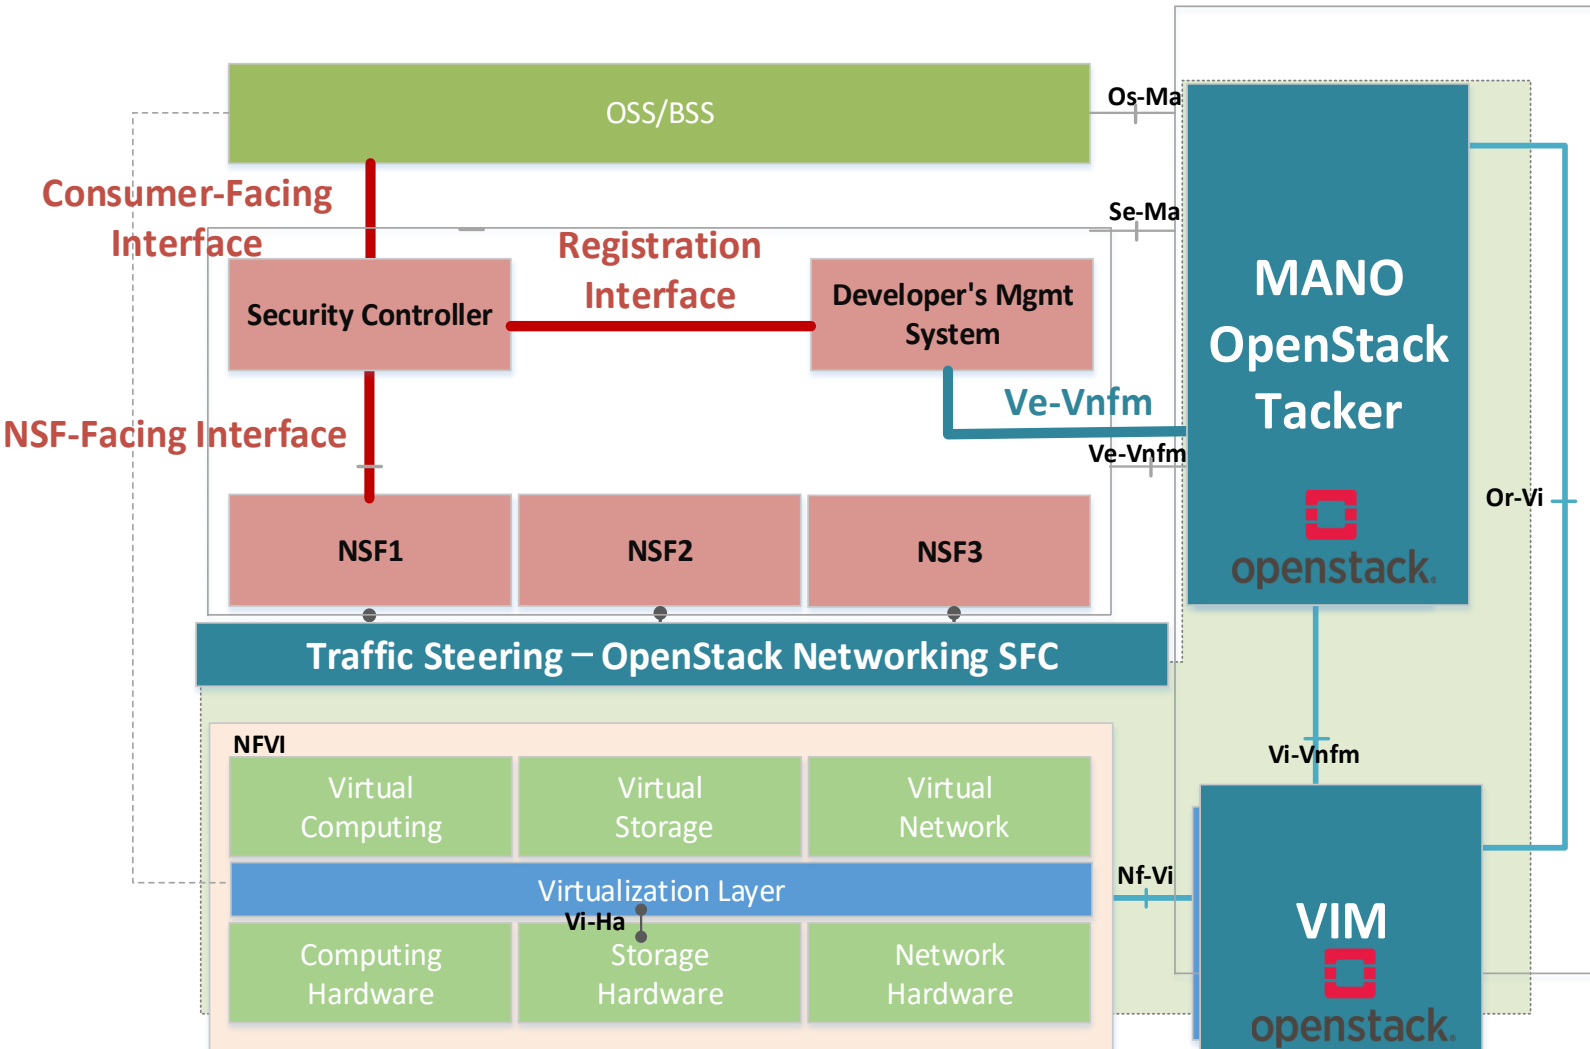 OSS/BSS
Os-Ma
Consumer-Facing
Interface
Se-Ma
Registration
Interface
Security Controller
Developer's Mgmt
System
MANO
OpenStack
Tacker
openstack.
Ve-Vnfm
NSF-Facing Interface
Ve-Vnfm
Or-Vi
NSF1
NSF2
NSF3
Traffic Steering – OpenStack Networking SFC
NFVI
Virtual
Computing
Virtual
Storage
Virtual
Network
Vi-Vnfm
Virtualization Layer
Nf-Vi
Vi-Ha
Computing
Hardware
Storage
Hardware
Network
Hardware
VIM
openstack.